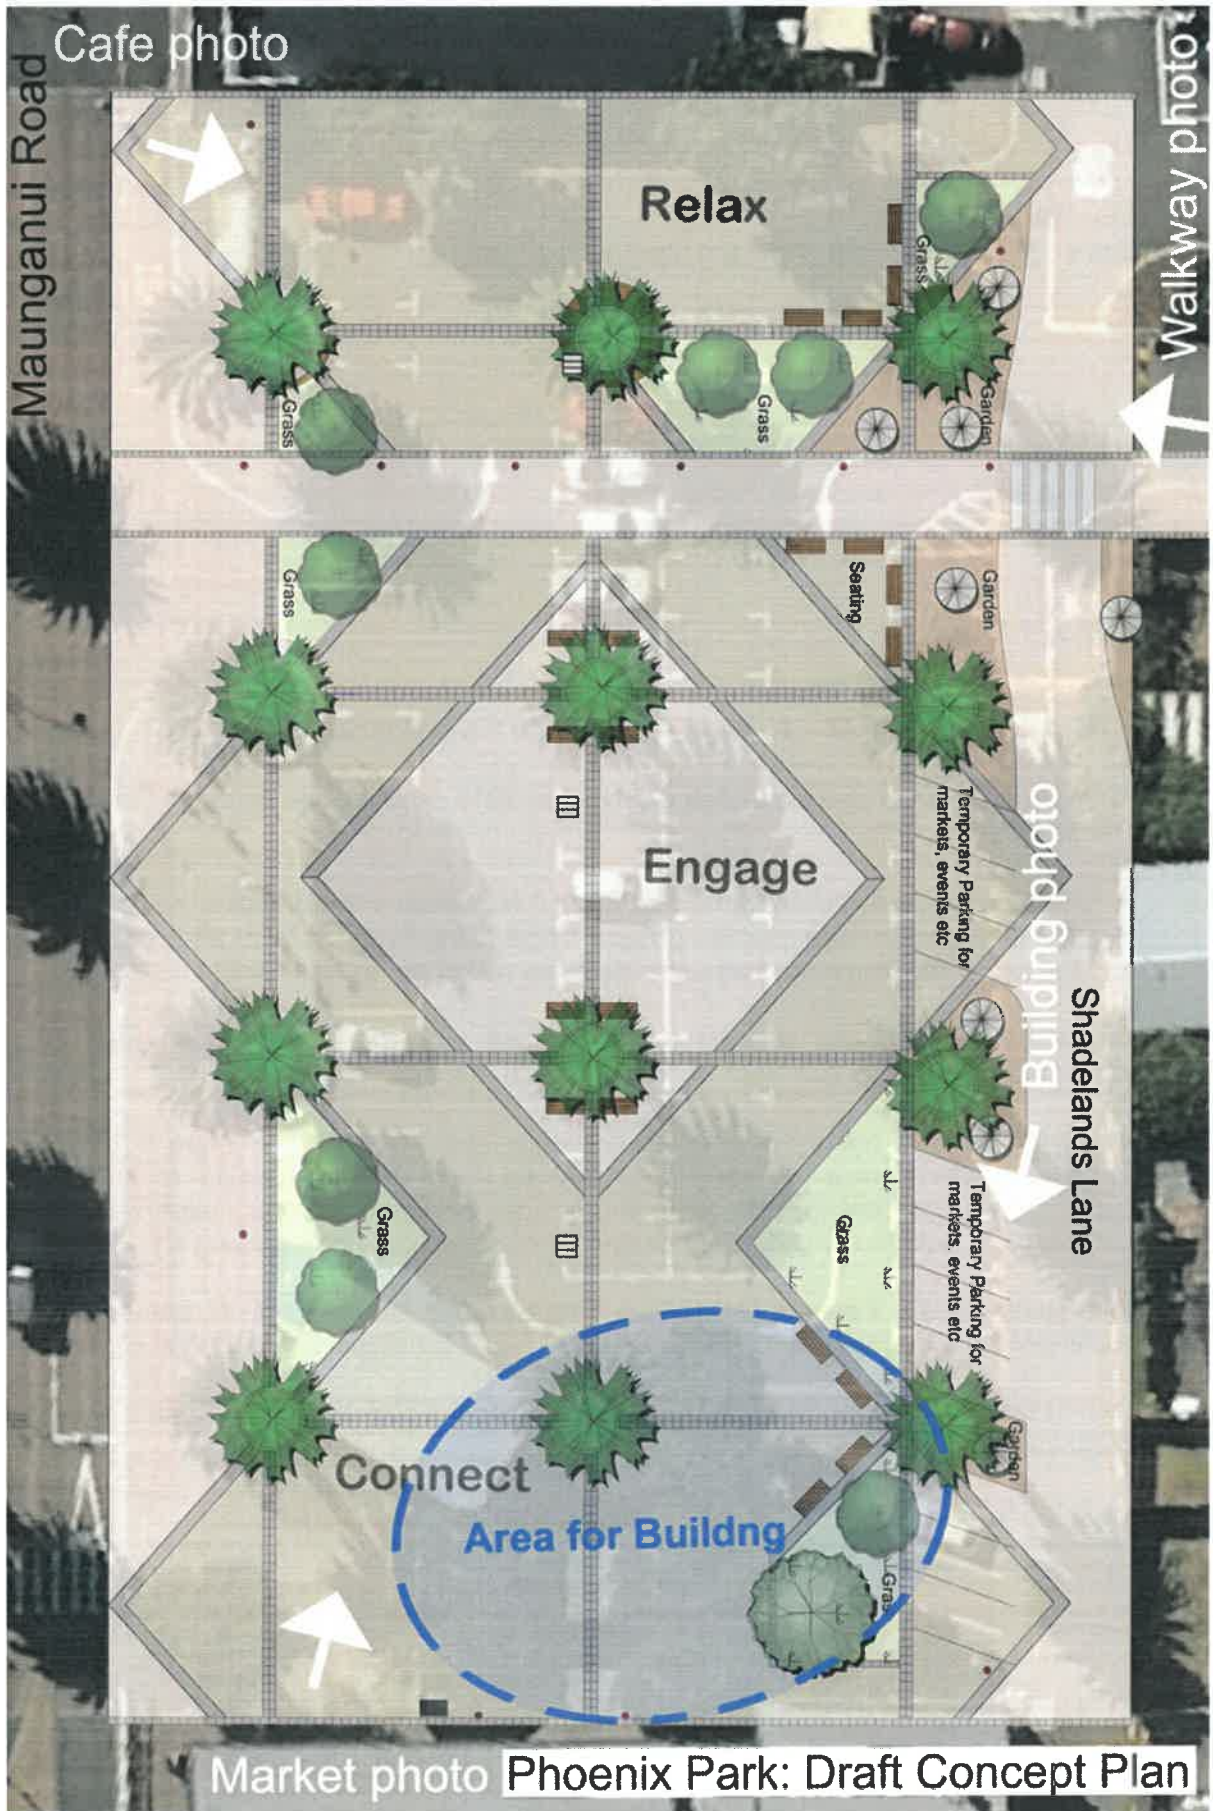 Cafe photo
Maunganui Road
Walkway photo
Relax
Grass
Grass
Grass
Garden
Grass
Seating
Garden
Engage
Temporary Parking for
markets, events etc
Building photo
Shadelands Lane
Grass
Grass
Temporary Parking for
markets. events etc
Garden
Connect
Area for Buildng
Gras
Market photo
Phoenix Park: Draft Concept Plan